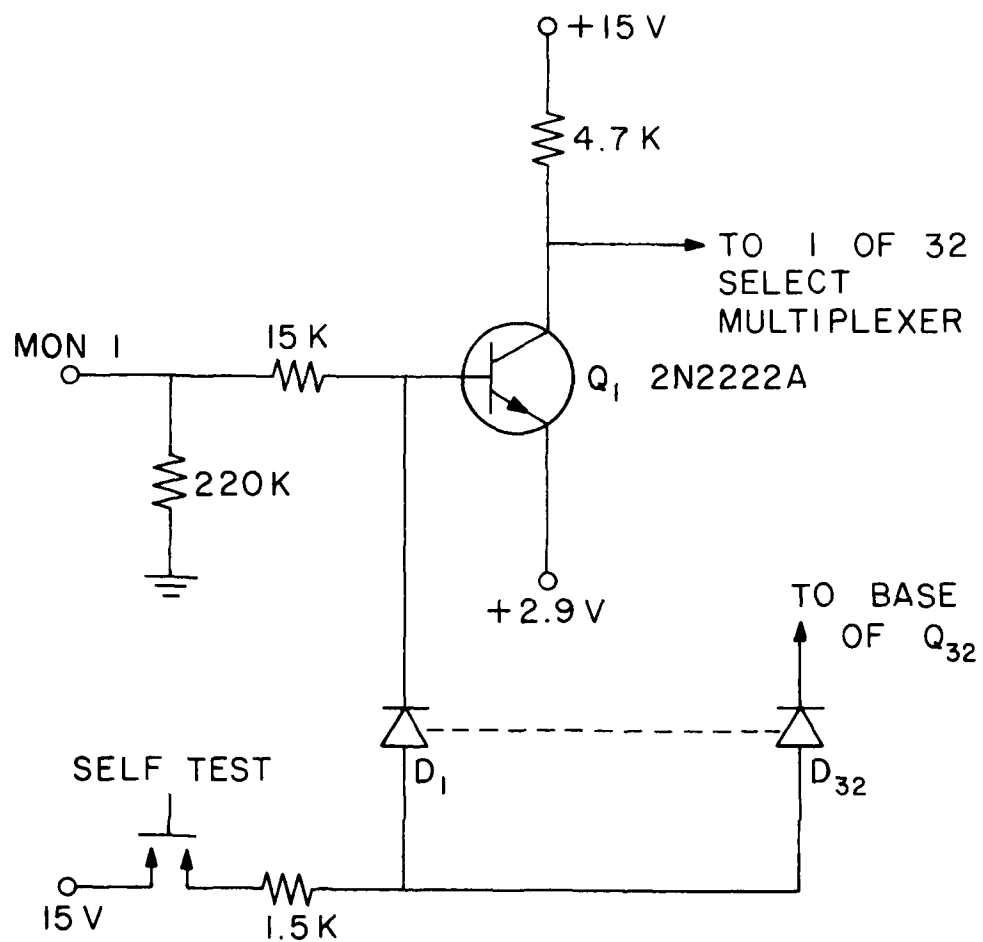 +15 V
4.7 K
TO 1 OF 32
SELECT
MULTIPLEXER
15 K
MON 1
Q1 2N2222A
220K
+2.9 V
TO BASE
OF Q32
SELF TEST
D1
D32
15 V
1.5 K